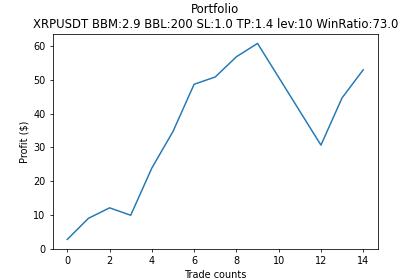 Portfolio
XRPUSDT BBM:2.9 BBL:200 SL:1.0 TP:1.4 lev:10 WinRatio:73.0
60
50
40
30
20
10
0
Profit ($)
0 2 4 6 8 10 12 14
Trade counts